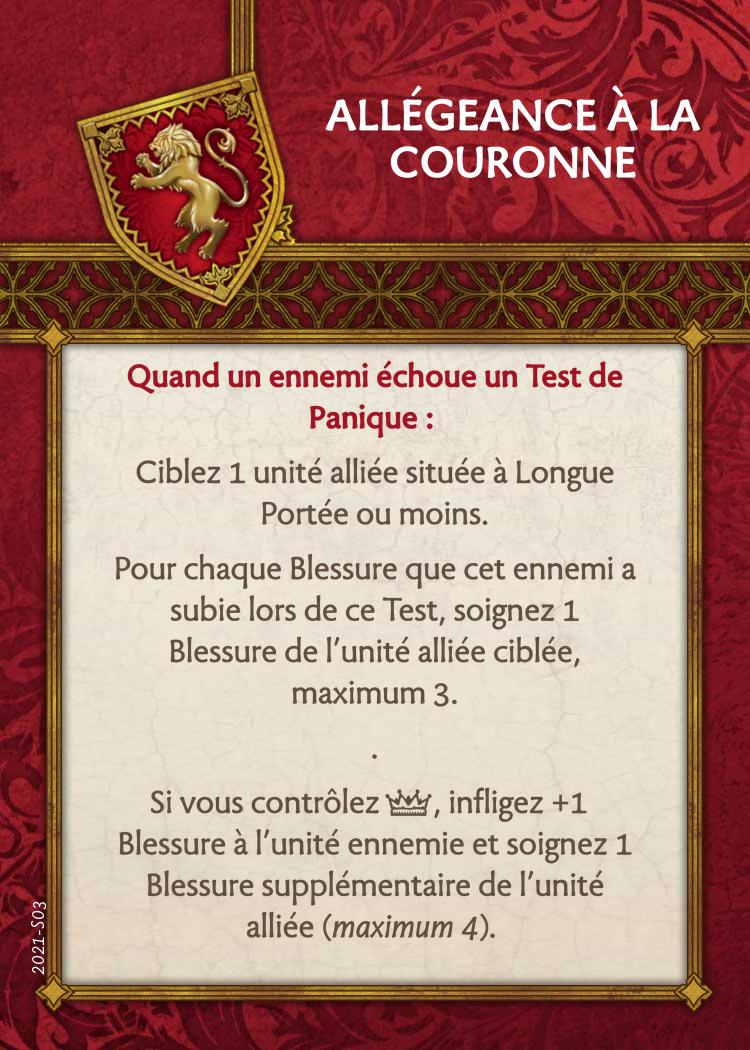 ALLÉGEANCE À LA
COURONNE
Quand un ennemi échoue un Test de
Panique :
Ciblez 1 unité alliée située à Longue
Portée ou moins.
Pour chaque Blessure que cet ennemi a
subie lors de ce Test, soignez 1
Blessure de l'unité alliée ciblée,
maximum 3.
.
Si vous contrôlez , infligez +1
Blessure à l'unité ennemie et soignez 1
Blessure supplémentaire de l'unité
alliée (maximum 4).
2021-S03